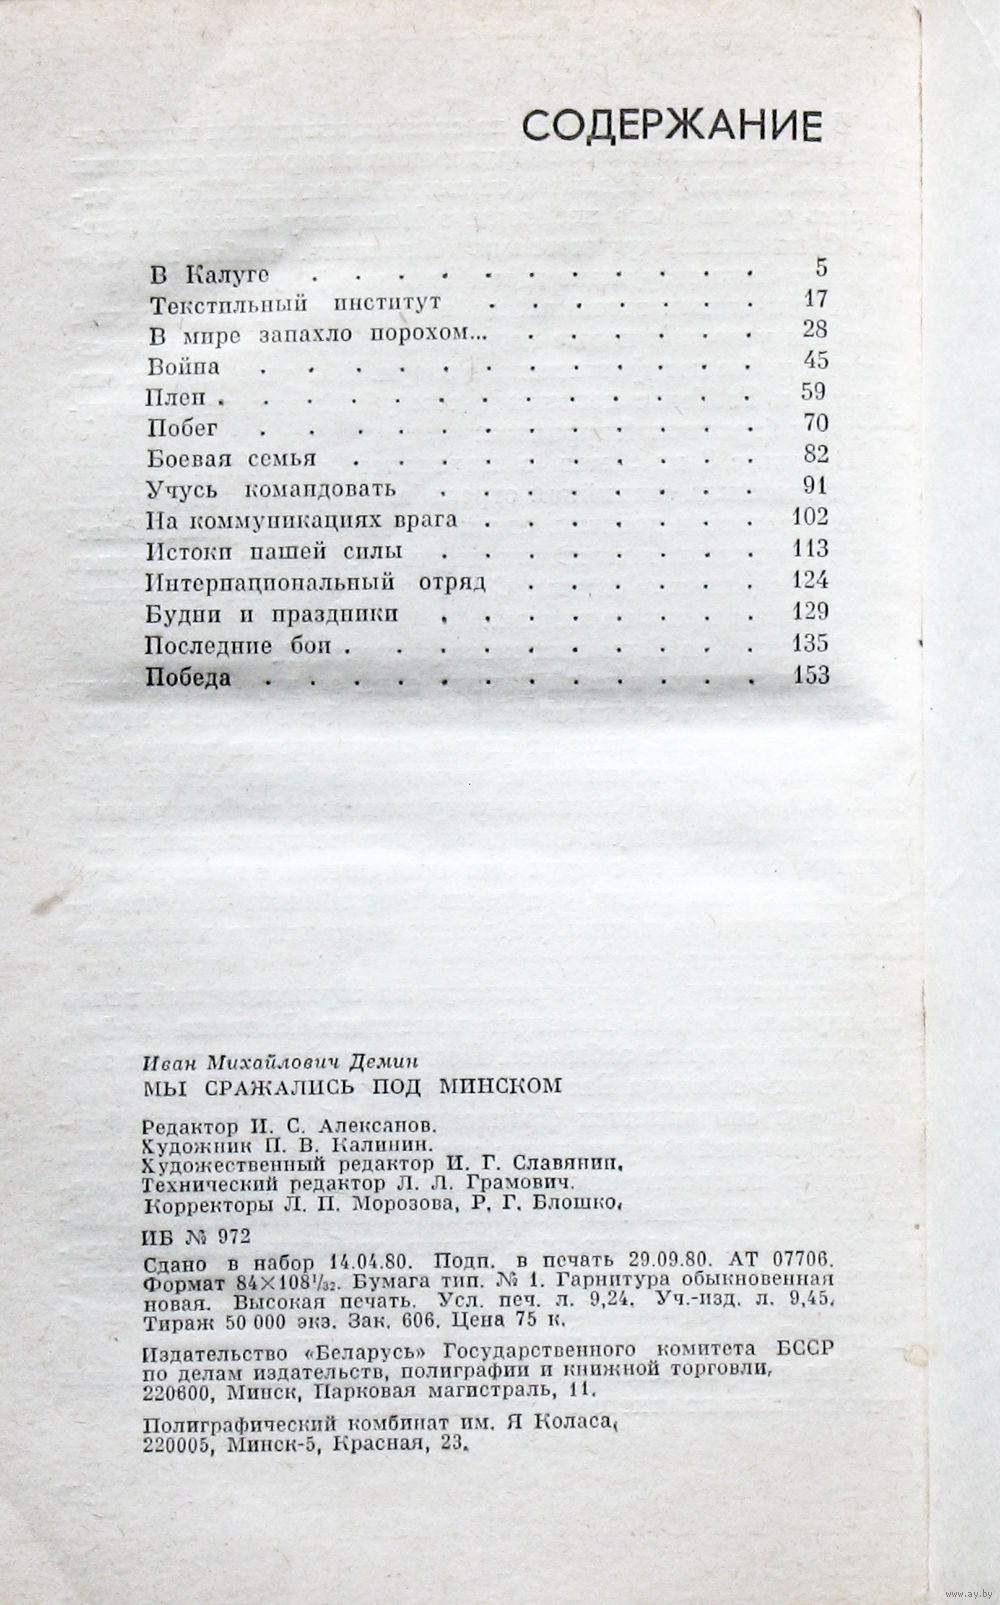 СОДЕРЖАНИЕ
В Калуге . . . . . . . . . . . 5
Текстильный институт . . . . . . . 17
В мире запахло порохом... . . . . . . 28
Война . . . . . . . . . . . . 45
Плен . . . . . . . . . . . . . 59
Побег . . . . . . . . . . . . 70
Боевая семья . . . . . . . . . . 82
Учусь командовать . . . . . . . . 91
На коммуникациях врага . . . . . . . 102
Истоки нашей силы . . . . . . . . 113
Интернациональный отряд . . . . . . 124
Будни и праздники . . . . . . . . 129
Последние бои . . . . . . . . . . 135
Победа . . . . . . . . . . . . 153
Иван Михайлович Демин
МЫ СРАЖАЛИСЬ ПОД МИНСКОМ
Редактор И. С. Александров.
Художник П. В. Калинин.
Художественный редактор И. Г. Славянин.
Технический редактор Л. Л. Грамович.
Корректоры Л. П. Морозова, Р. Г. Блошко.
ИБ № 972
Сдано в набор 14.04.80. Подп. в печать 29.09.80. АТ 07706.
Формат 84×108¹/₃₂. Бумага тип. № 1. Гарнитура обыкновенная
новая. Высокая печать. Усл. печ. л. 9,24. Уч.-изд. л. 9,45.
Тираж 50 000 экз. Зак. 606. Цена 75 к.
Издательство «Беларусь» Государственного комитета БССР
по делам издательств, полиграфии и книжной торговли,
220600, Минск, Парковая магистраль, 11.
Полиграфический комбинат им. Я Коласа,
220005, Минск-5, Красная, 23.
www.ay.by